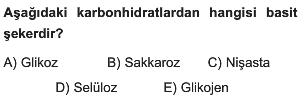 Aşağıdaki karbonhidratlardan hangisi basit
şekerdir?
A) Glikoz B) Sakkaroz C) Nişasta
D) Selüloz E) Glikojen